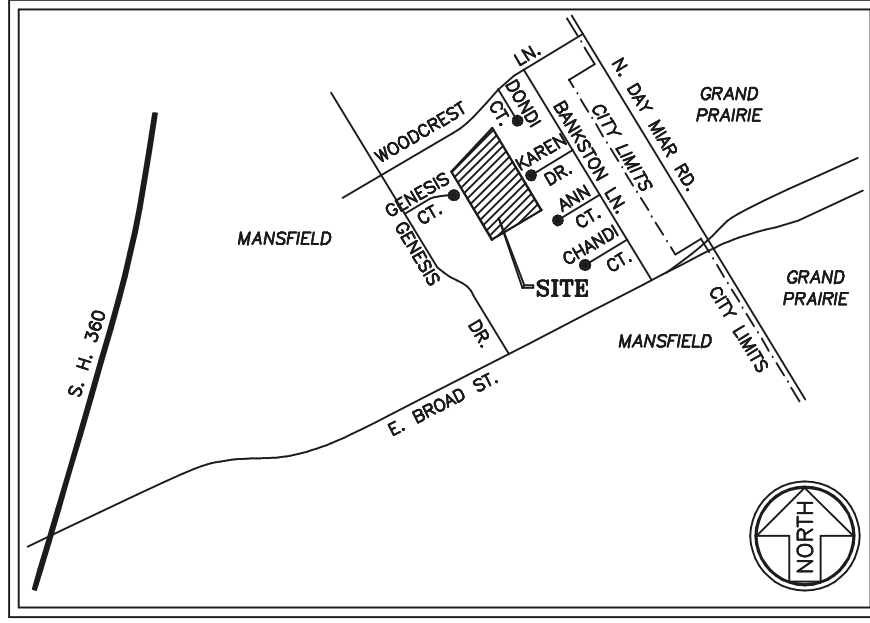 WOODCREST LN.
N. DAY MIAR RD.
GRAND
PRAIRIE
DONDI
CT.
BANKSTON LN.
CITY LIMITS
KAREN
DR.
GENESIS
CT.
ANN
CT.
GENESIS DR.
CHANDI
CT.
MANSFIELD
SITE
GRAND
PRAIRIE
CITY LIMITS
MANSFIELD
S. H. 360
E. BROAD ST.
NORTH